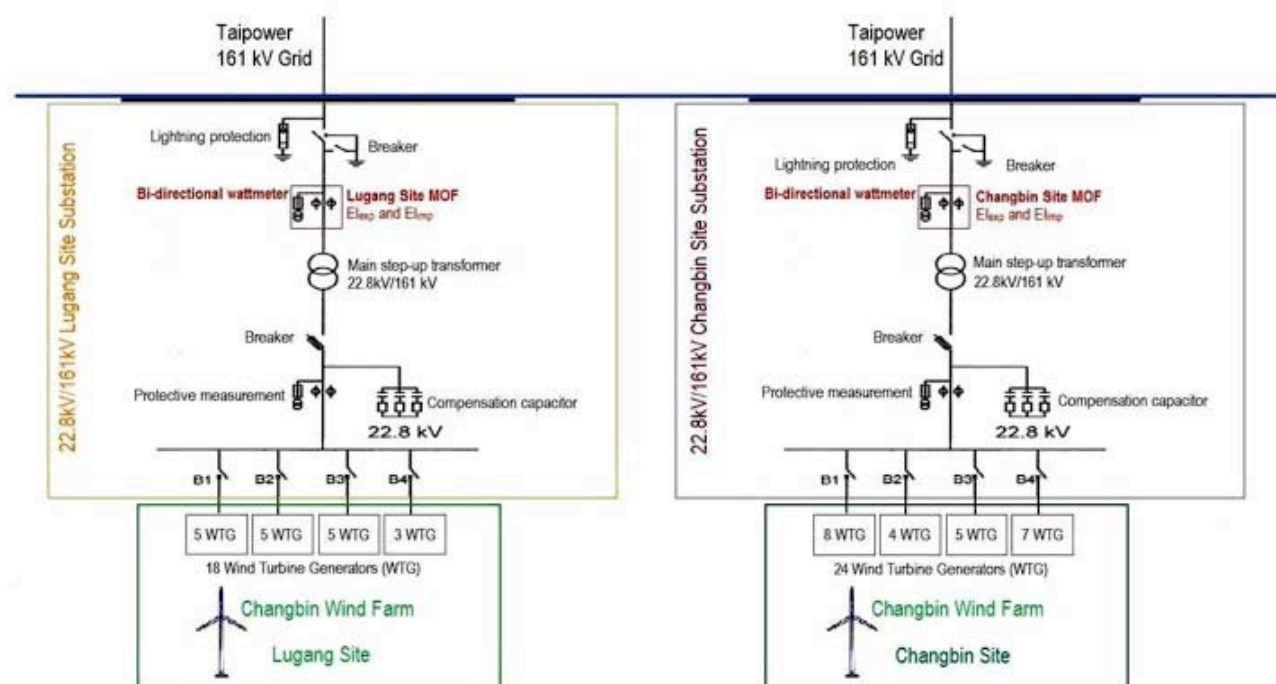 Taipower
161 kV Grid
22.8kV/161kV Lugang Site Substation
Lightning protection
Breaker
Bi-directional wattmeter
Lugang Site MOF
EIexp and EIimp
Main step-up transformer
22.8kV/161 kV
Breaker
Protective measurement
Compensation capacitor
22.8 kV
B1 B2 B3 B4
5 WTG 5 WTG 5 WTG 3 WTG
18 Wind Turbine Generators (WTG)
Changbin Wind Farm
Lugang Site
Taipower
161 kV Grid
22.8kV/161kV Changbin Site Substation
Lightning protection
Breaker
Bi-directional wattmeter
Changbin Site MOF
EIexp and EIimp
Main step-up transformer
22.8kV/161 kV
Breaker
Protective measurement
Compensation capacitor
22.8 kV
B1 B2 B3 B4
8 WTG 4 WTG 5 WTG 7 WTG
24 Wind Turbine Generators (WTG)
Changbin Wind Farm
Changbin Site